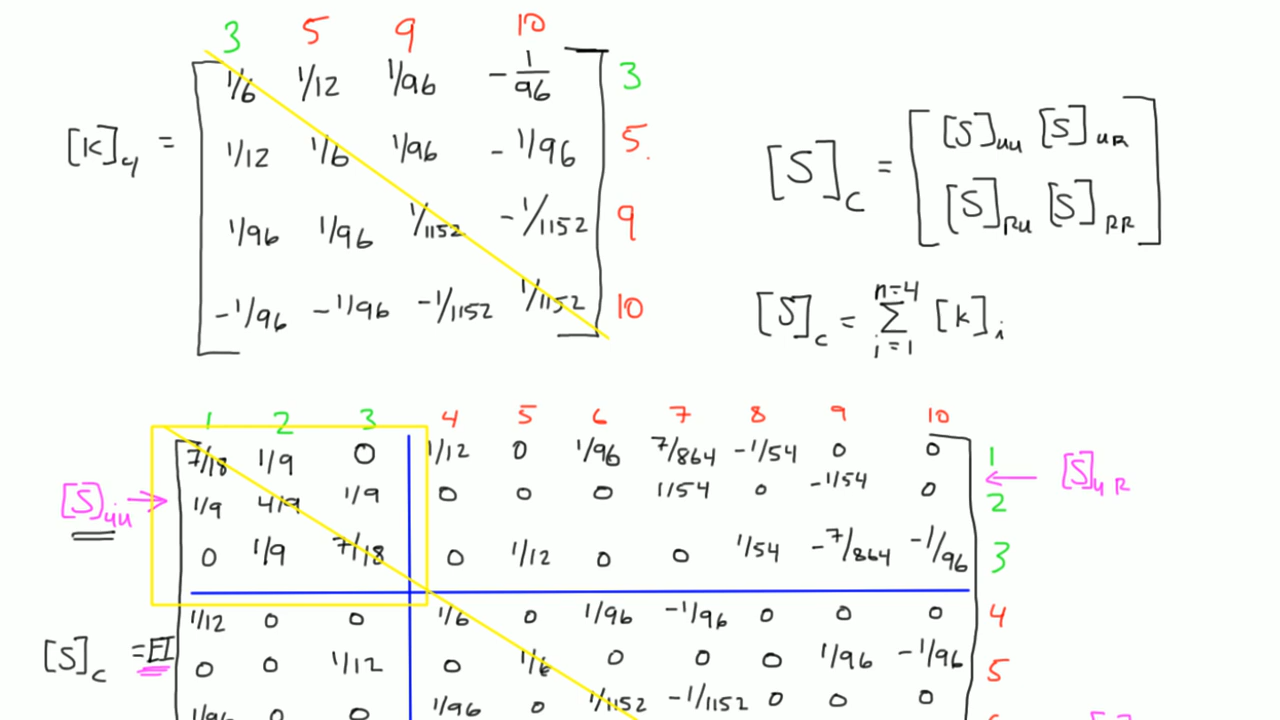 3 5 9 10
[K]4 = 1/6 1/12 1/96 - 1/96 3
1/12 1/6 1/96 - 1/96 5.
1/96 1/96 1/1152 - 1/1152 9
- 1/96 - 1/96 - 1/1152 1/1152 10
[S]C = [S]uu [S]uR
[S]Ru [S]RR
[S]C = n=4 Σ i=1 [K]i
1 2 3 4 5 6 7 8 9 10
7/18 1/9 0 1/12 0 1/96 7/864 -1/54 0 0 1
[S]uu → 1/9 4/9 1/9 0 0 0 1/54 0 -1/54 0 2 ← [S]uR
0 1/9 7/18 0 1/12 0 0 1/54 -7/864 -1/96 3
1/12 0 0 1/6 0 1/96 -1/96 0 0 0 4
[S]C = EI 0 0 1/12 0 1/6 0 0 0 1/96 -1/96 5
1/96 0 0 1/96 0 1/1152 -1/1152 0 0 0